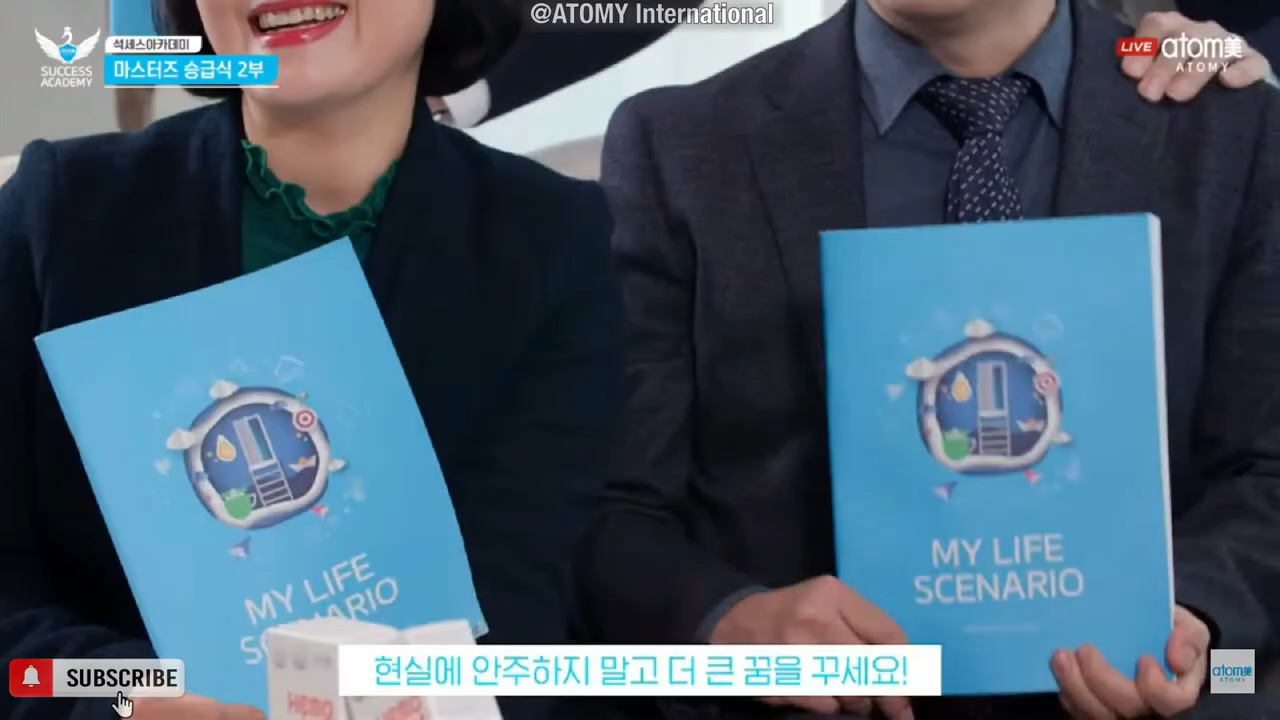 @ATOMY International
SUCCESS
ACADEMY
석세스아카데미
마스터즈 승급식 2부
LIVE atom美
ATOMY
MY LIFE
SCENARIO
MY LIFE
SCENARIO
현실에 안주하지 말고 더 큰 꿈을 꾸세요!
SUBSCRIBE
atom美
ATOMY